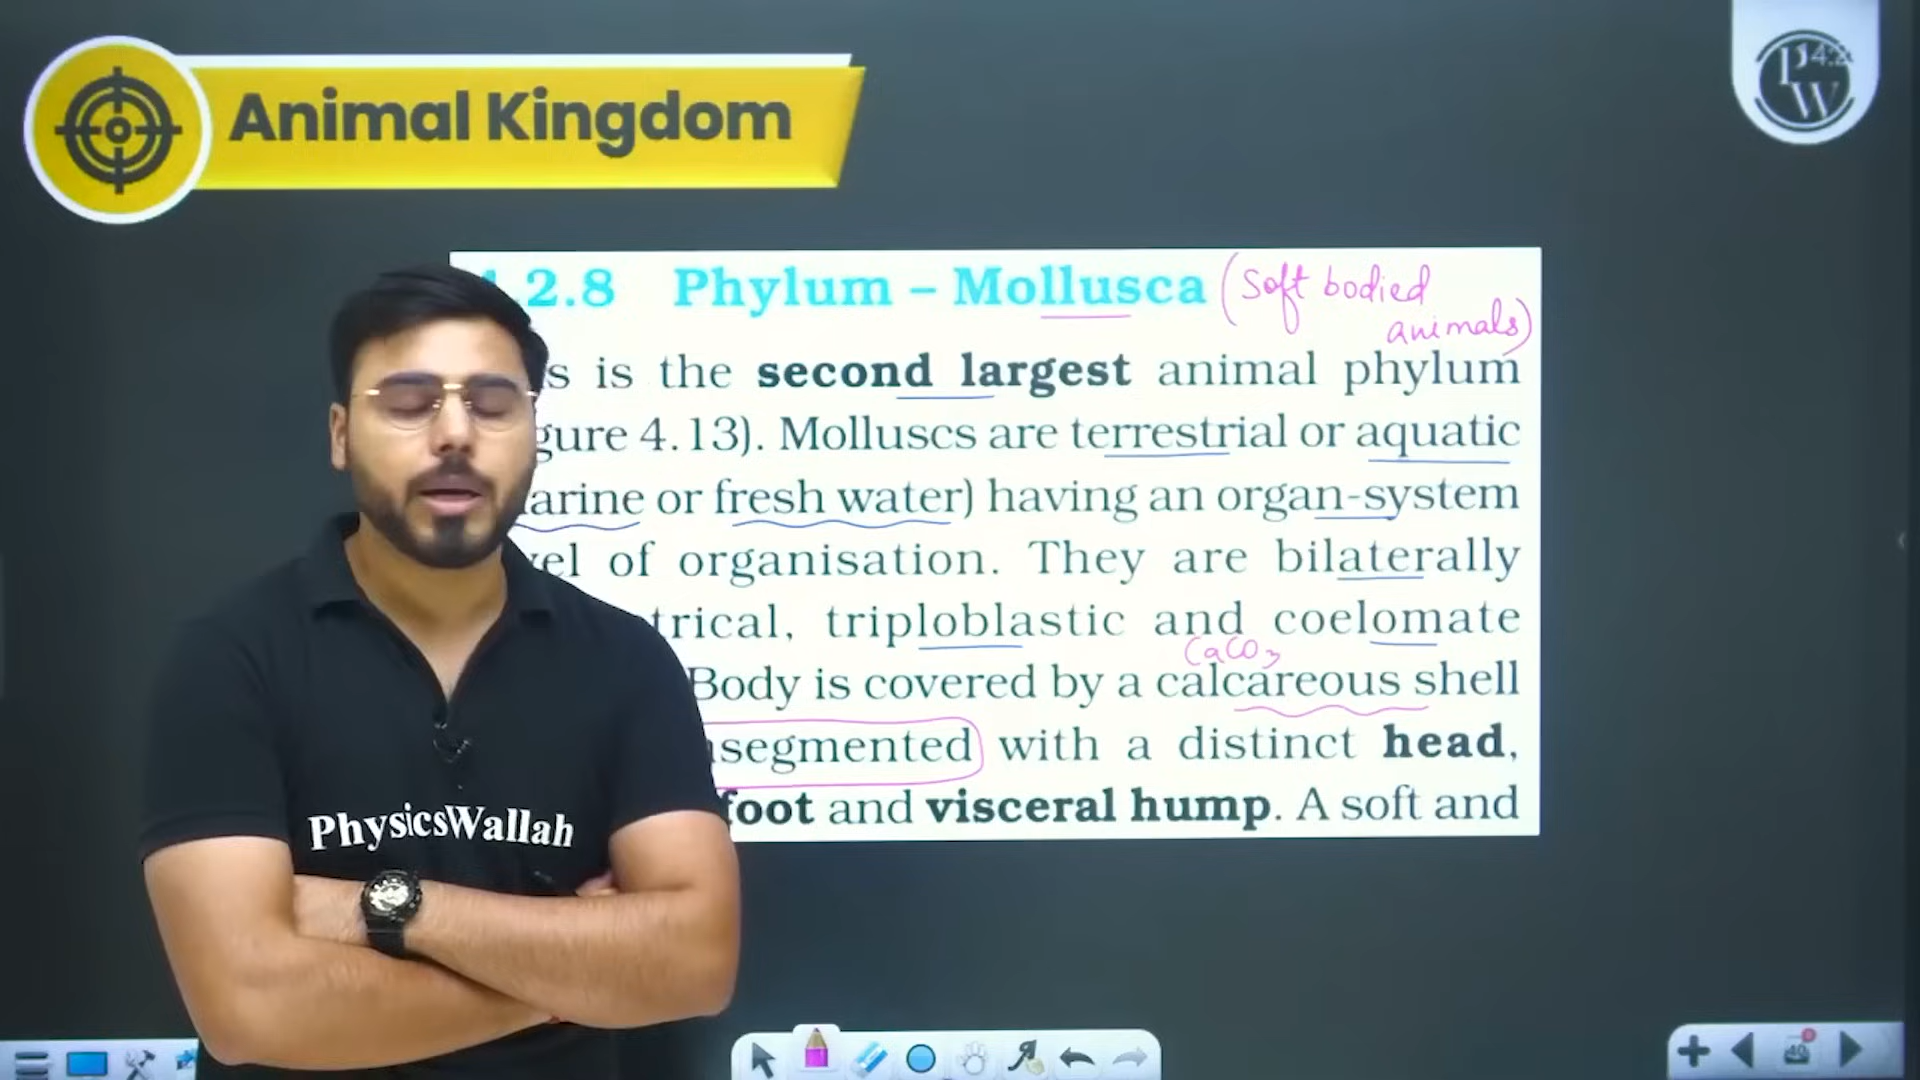 Animal Kingdom
PW
.2.8 Phylum – Mollusca (Soft bodied
animals)
s is the second largest animal phylum
gure 4.13). Molluscs are terrestrial or aquatic
arine or fresh water) having an organ-system
vel of organisation. They are bilaterally
trical, triploblastic and coelomate
CaCO3
Body is covered by a calcareous shell
segmented with a distinct head,
foot and visceral hump. A soft and
PhysicsWallah